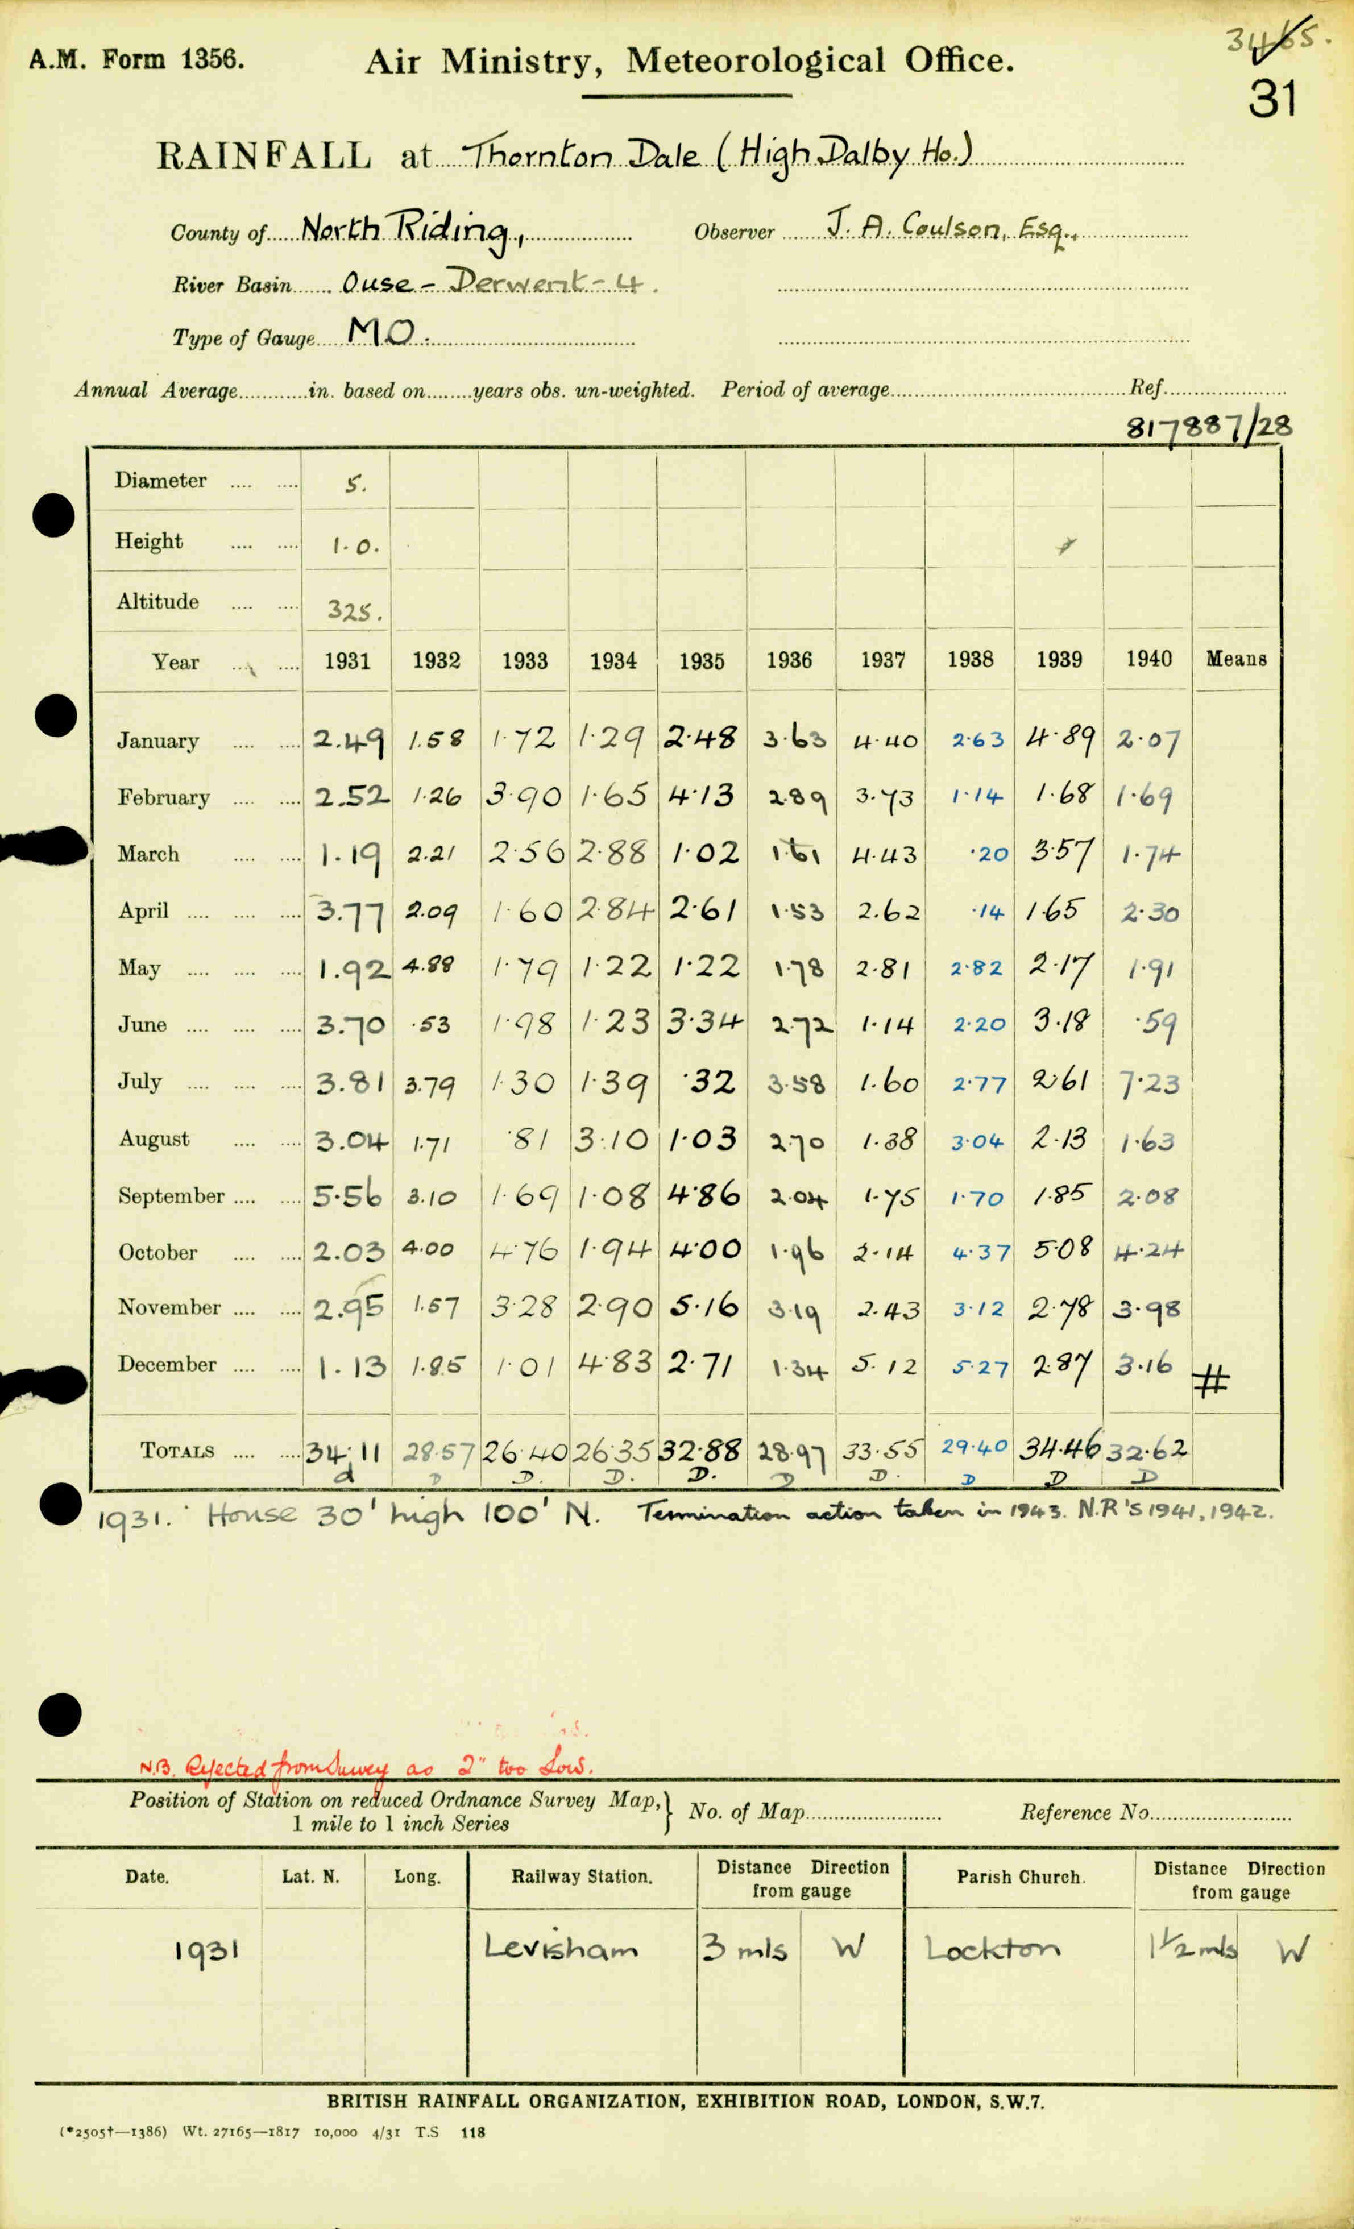 3465.
A.M. Form 1356. Air Ministry, Meteorological Office.
31
RAINFALL at Thornton Dale (High Dalby Ho.)
County of North Riding, Observer J. A. Coulson, Esq.,
River Basin Ouse - Derwent - 4.
Type of Gauge MO.
Annual Average in. based on years obs. un-weighted. Period of average Ref.
817887/28
Diameter 5.
Height 1.0.
Altitude 325.
Year 1931 1932 1933 1934 1935 1936 1937 1938 1939 1940 Means
January 2.49 1.58 1.72 1.29 2.48 3.63 4.40 2.63 4.89 2.07
February 2.52 1.26 3.90 1.65 4.13 2.89 3.73 1.14 1.68 1.69
March 1.19 2.21 2.56 2.88 1.02 1.61 4.43 .20 3.57 1.74
April 3.77 2.09 1.60 2.84 2.61 1.53 2.62 .14 1.65 2.30
May 1.92 4.88 1.79 1.22 1.22 1.78 2.81 2.82 2.17 1.91
June 3.70 .53 1.98 1.23 3.34 2.72 1.14 2.20 3.18 .59
July 3.81 3.79 1.30 1.39 .32 3.58 1.60 2.77 2.61 7.23
August 3.04 1.71 .81 3.10 1.03 2.70 1.38 3.04 2.13 1.63
September 5.56 3.10 1.69 1.08 4.86 2.04 1.75 1.70 1.85 2.08
October 2.03 4.00 4.76 1.94 4.00 1.96 2.14 4.37 5.08 4.24
November 2.95 1.57 3.28 2.90 5.16 3.19 2.43 3.12 2.78 3.98
December 1.13 1.85 1.01 4.83 2.71 1.34 5.12 5.27 2.87 3.16 #
TOTALS 34.11 28.57 26.40 26.35 32.88 28.97 33.55 29.40 34.46 32.62
d D D. D. D. D D. D D D
1931. House 30' high 100' N. Termination action taken in 1943. N.R's 1941, 1942.
N.B. Rejected from Survey as 2" too Low.
Position of Station on reduced Ordnance Survey Map, } No. of Map Reference No.
1 mile to 1 inch Series
Date. Lat. N. Long. Railway Station. Distance Direction from gauge Parish Church. Distance Direction from gauge
1931 Levisham 3 mls W Lockton 1 1/2 mls W
BRITISH RAINFALL ORGANIZATION, EXHIBITION ROAD, LONDON, S.W.7.
(*2505†—1386) Wt. 27165—1817 10,000 4/31 T.S 118